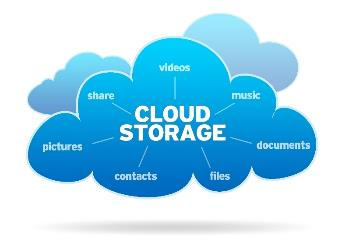 videos
share
music
CLOUD
STORAGE
pictures
documents
contacts
files